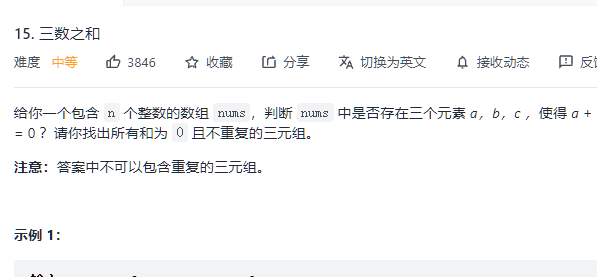 15. 三数之和
难度 中等 3846 收藏 分享 切换为英文 接收动态
给你一个包含 n 个整数的数组 nums，判断 nums 中是否存在三个元素 a，b，c ，使得 a +
= 0 ？请你找出所有和为 0 且不重复的三元组。
注意：答案中不可以包含重复的三元组。
示例 1：